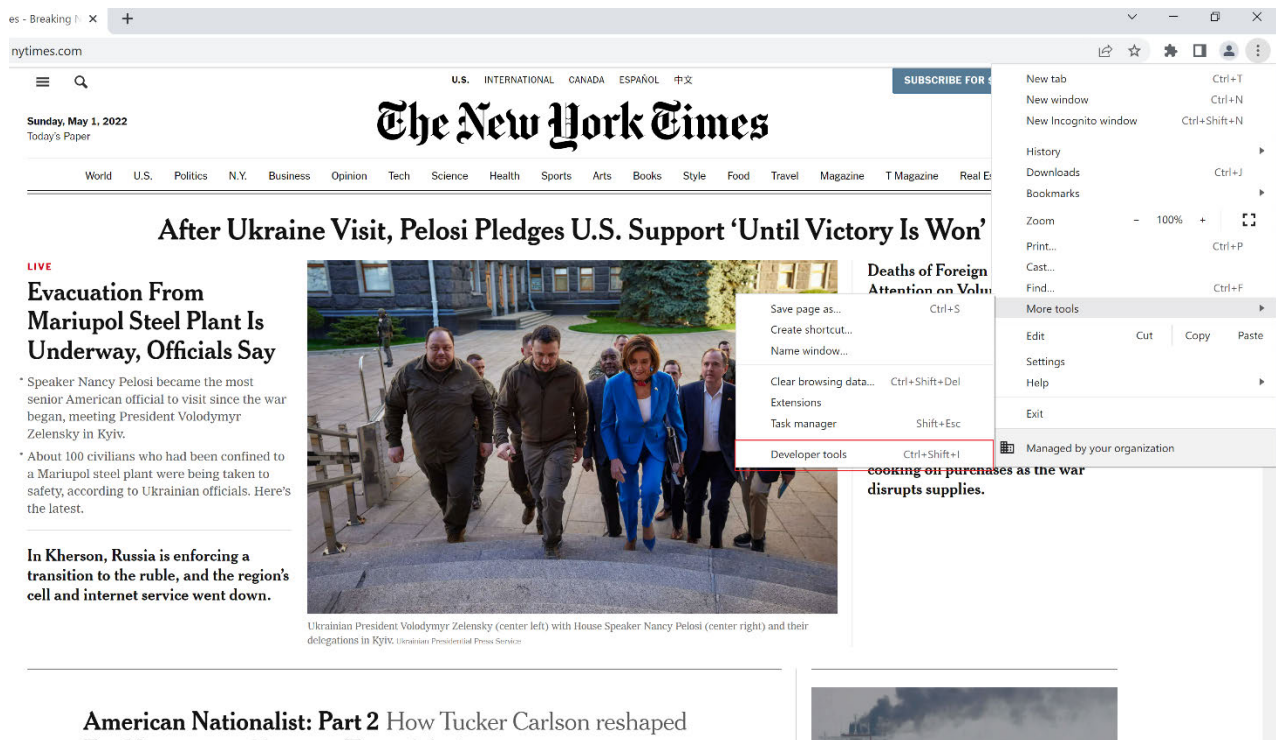 es - Breaking N
nytimes.com
U.S. INTERNATIONAL CANADA ESPAÑOL 中文
SUBSCRIBE FOR
Sunday, May 1, 2022
Today's Paper
The New York Times
World U.S. Politics N.Y. Business Opinion Tech Science Health Sports Arts Books Style Food Travel Magazine T Magazine Real Es
After Ukraine Visit, Pelosi Pledges U.S. Support ‘Until Victory Is Won’
LIVE
Evacuation From
Mariupol Steel Plant Is
Underway, Officials Say
• Speaker Nancy Pelosi became the most
senior American official to visit since the war
began, meeting President Volodymyr
Zelensky in Kyiv.
• About 100 civilians who had been confined to
a Mariupol steel plant were being taken to
safety, according to Ukrainian officials. Here's
the latest.
In Kherson, Russia is enforcing a
transition to the ruble, and the region's
cell and internet service went down.
Ukrainian President Volodymyr Zelensky (center left) with House Speaker Nancy Pelosi (center right) and their
delegations in Kyiv. Ukrainian Presidential Press Service
Deaths of Foreign
Attention on Volun
cooking oil purchases as the war
disrupts supplies.
American Nationalist: Part 2 How Tucker Carlson reshaped
New tab Ctrl+T
New window Ctrl+N
New Incognito window Ctrl+Shift+N
History
Downloads Ctrl+J
Bookmarks
Zoom - 100% +
Print... Ctrl+P
Cast...
Find... Ctrl+F
More tools
Edit Cut Copy Paste
Settings
Help
Exit
Managed by your organization
Save page as... Ctrl+S
Create shortcut...
Name window...
Clear browsing data... Ctrl+Shift+Del
Extensions
Task manager Shift+Esc
Developer tools Ctrl+Shift+I